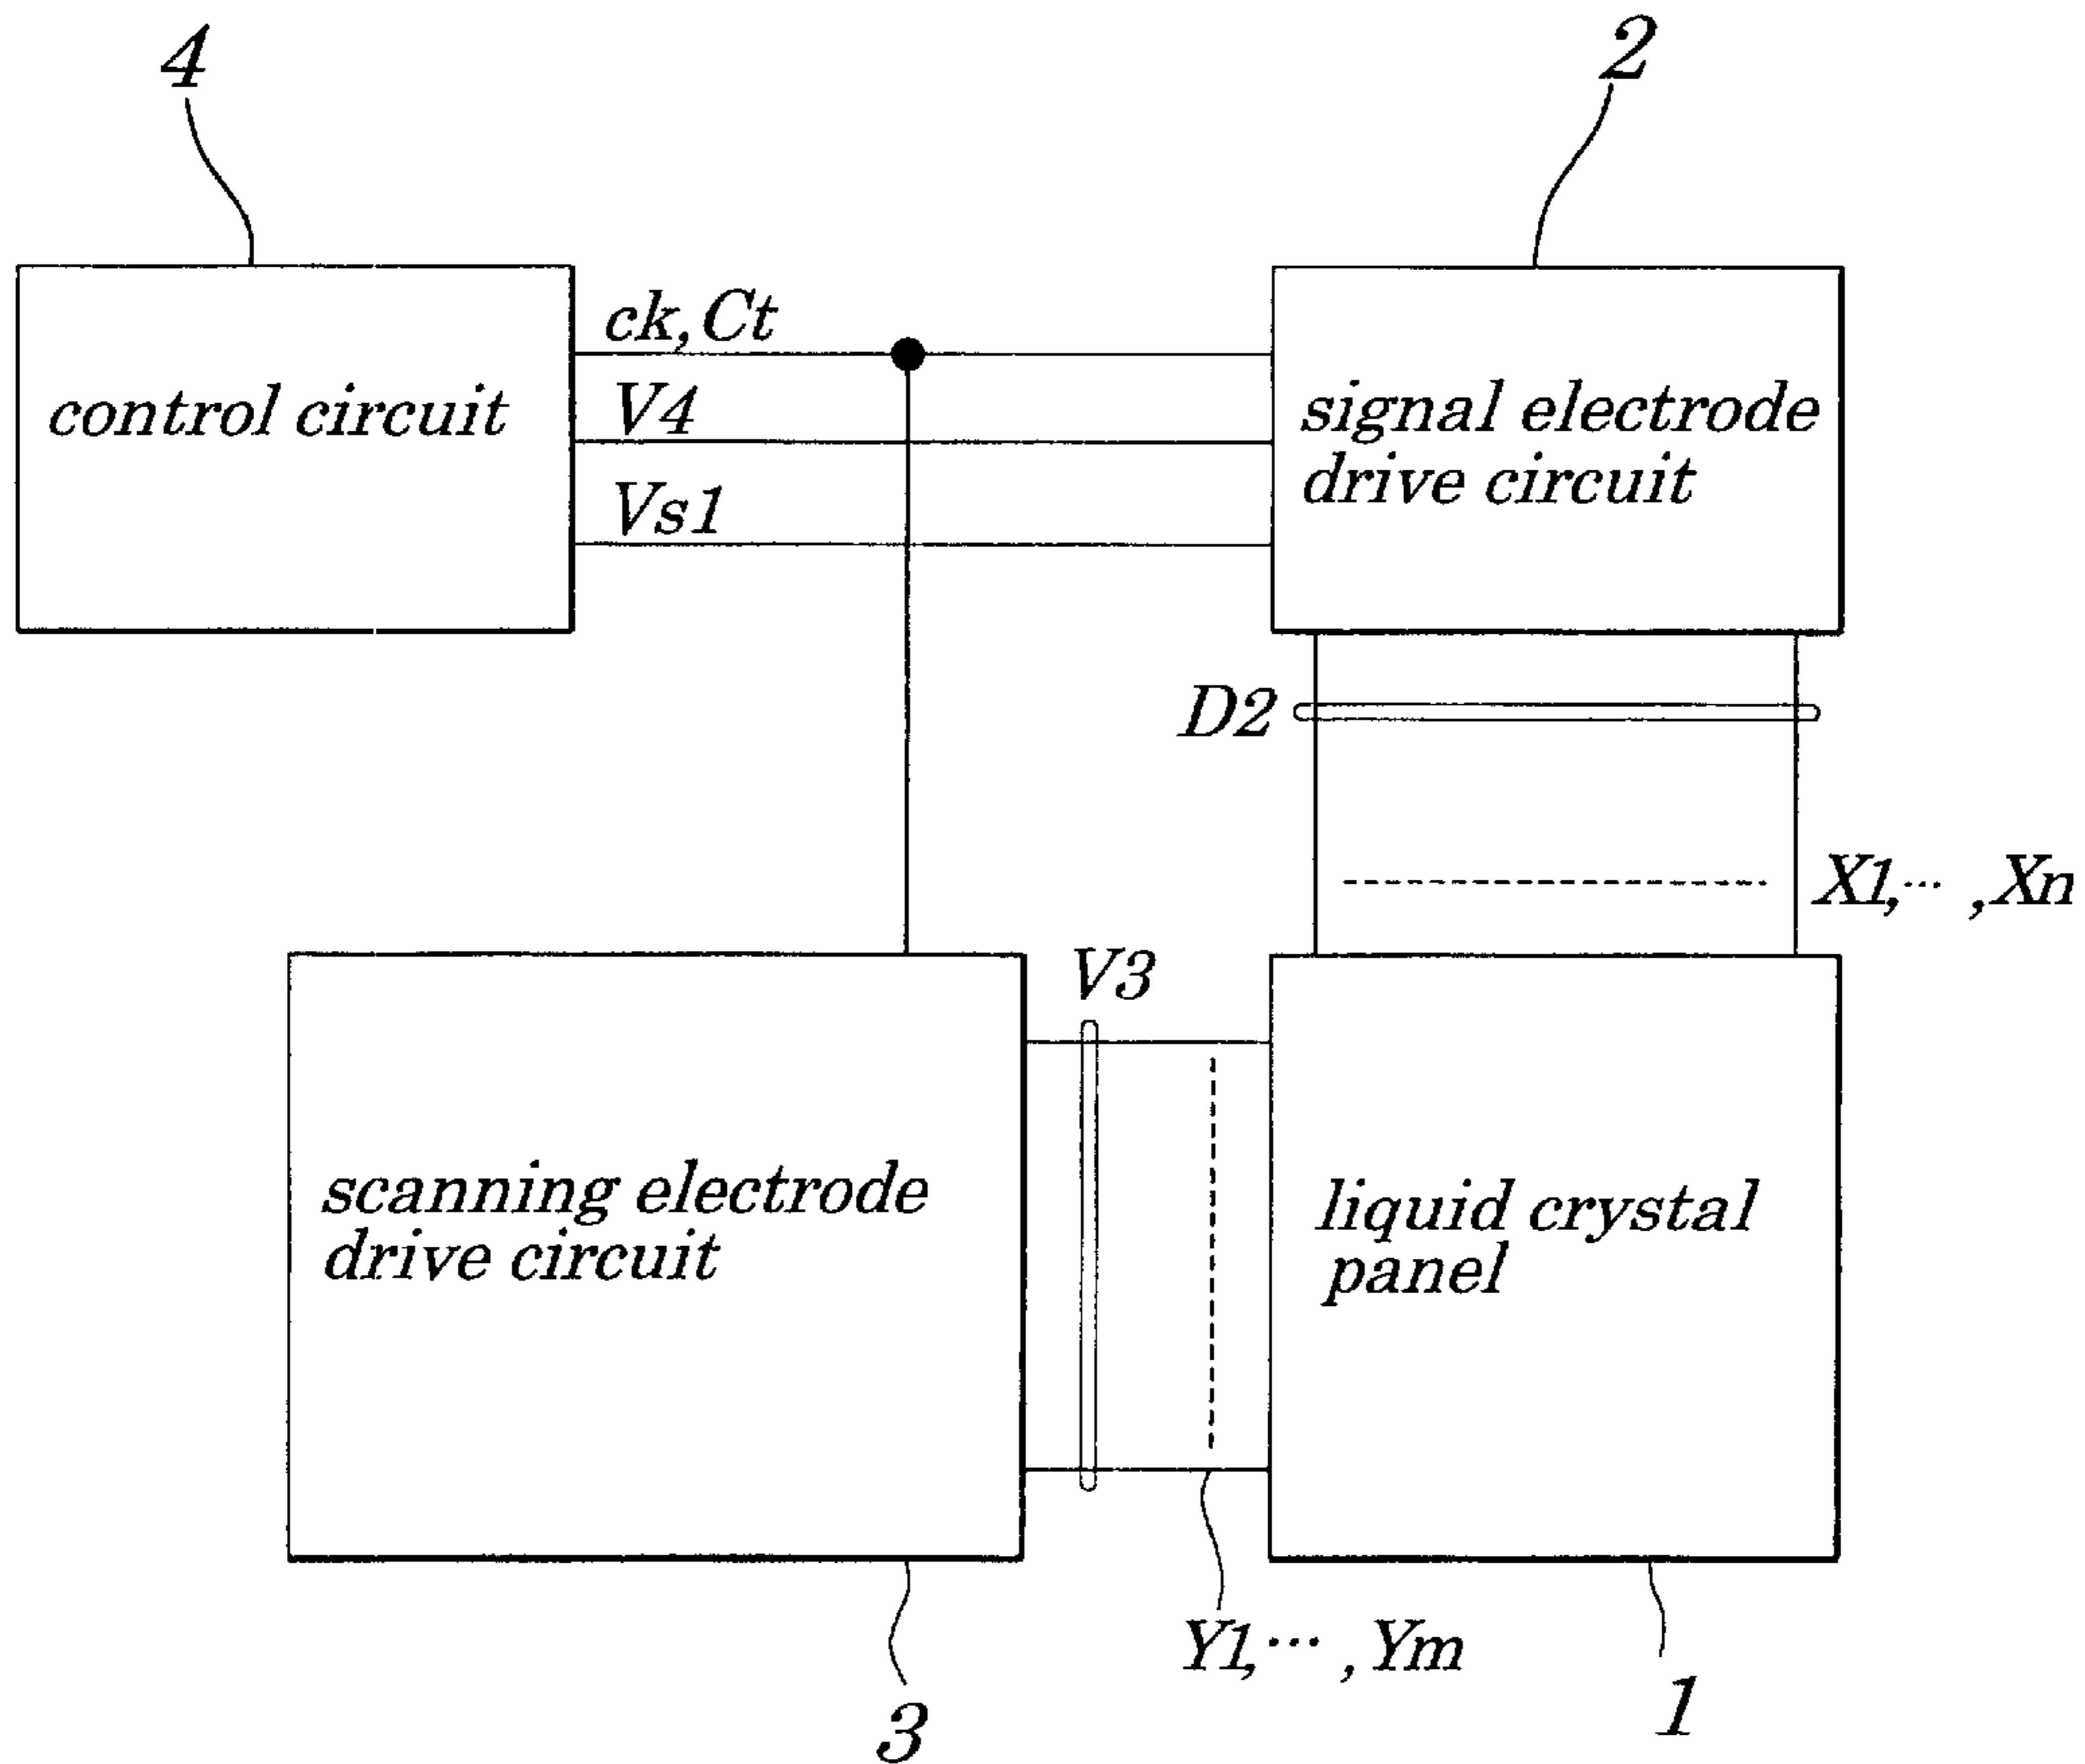 4
2
ck,Ct
control circuit
V4
signal electrode
drive circuit
Vs1
D2
X1,··· ,Xn
V3
scanning electrode
drive circuit
liquid crystal
panel
Y1,··· ,Ym
3
1